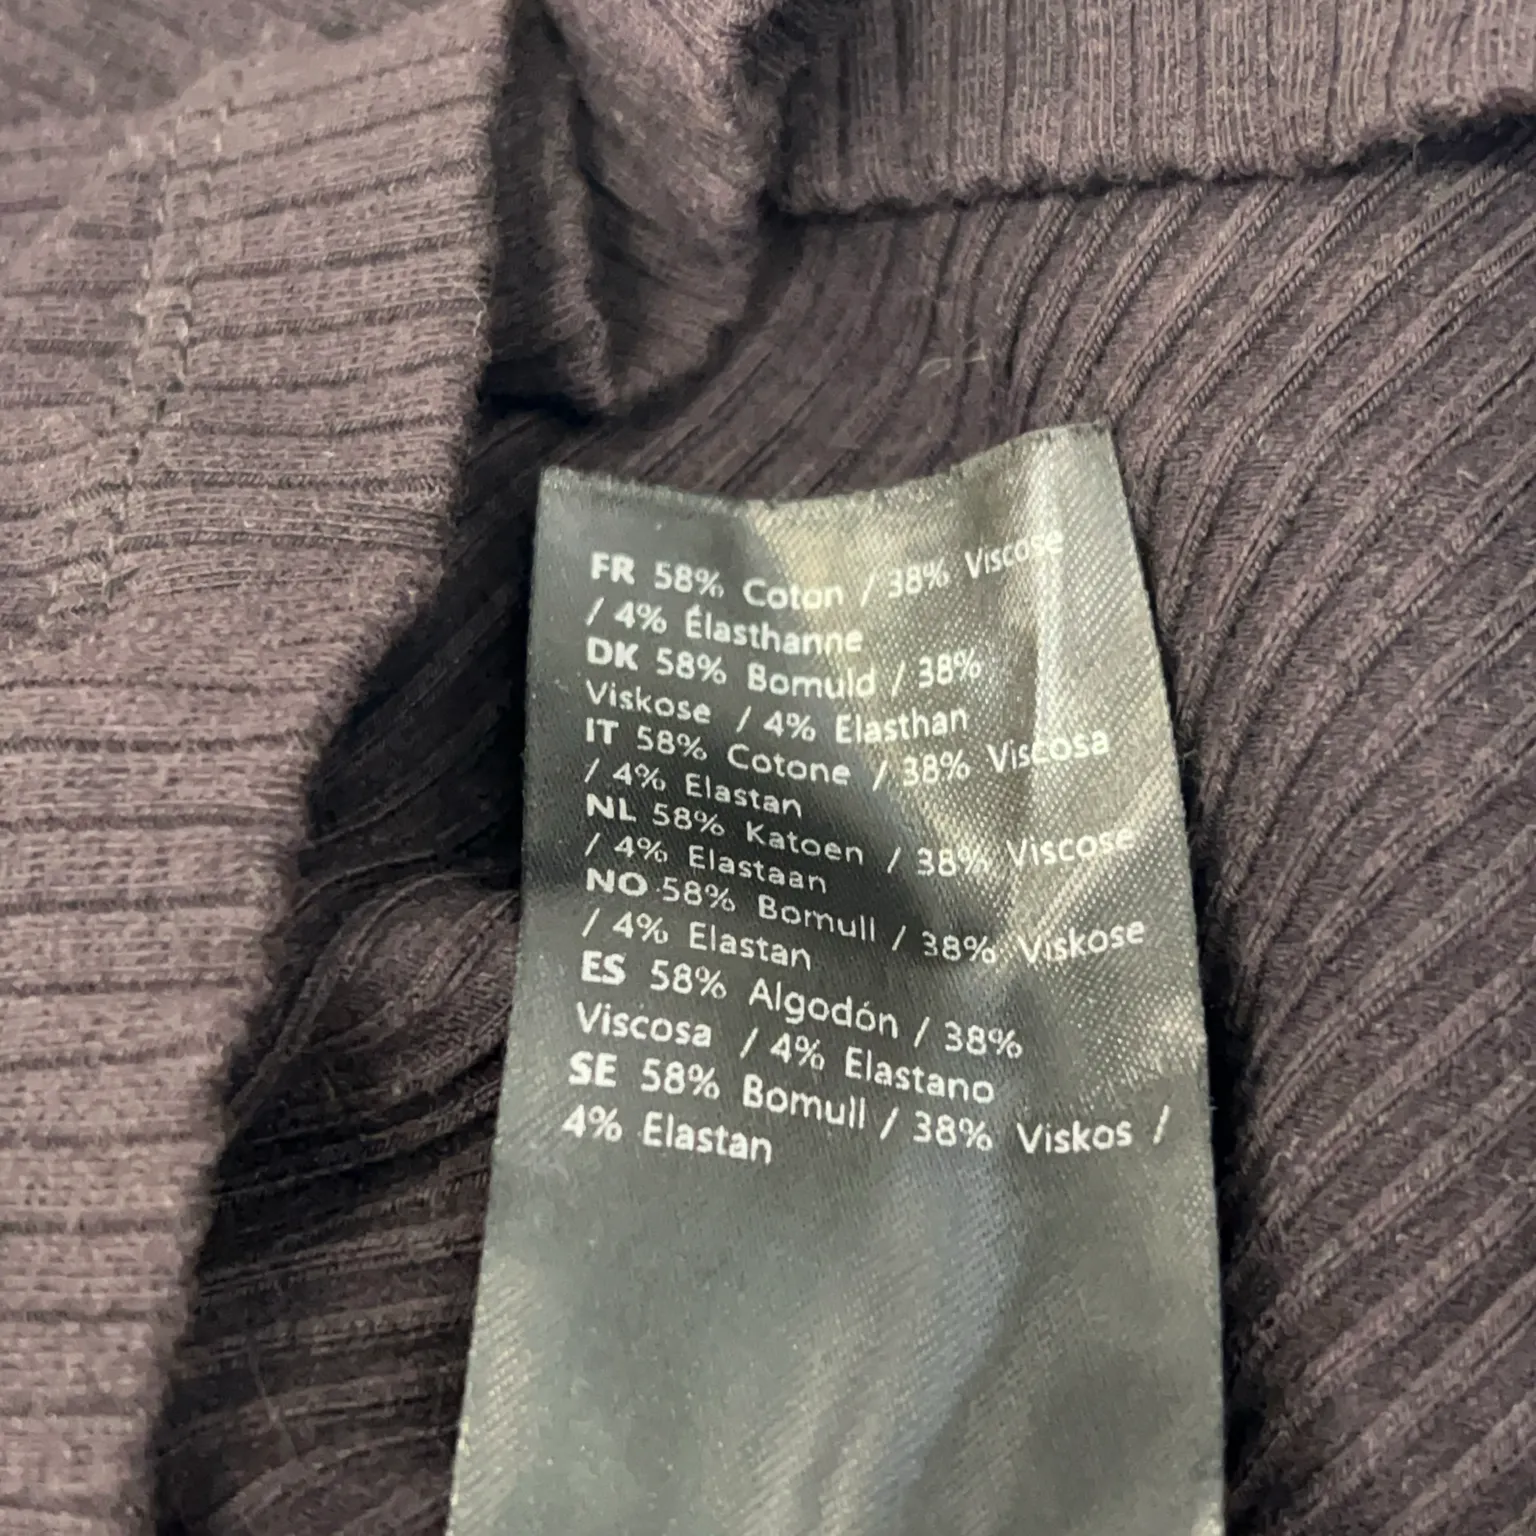 FR 58% Coton / 38% Viscose
/ 4% Élasthanne
DK 58% Bomuld / 38%
Viskose / 4% Elasthan
IT 58% Cotone / 38% Viscosa
/ 4% Elastan
NL 58% Katoen / 38% Viscose
/ 4% Elastaan
NO 58% Bomull / 38% Viskose
/ 4% Elastan
ES 58% Algodón / 38%
Viscosa / 4% Elastano
SE 58% Bomull / 38% Viskos /
4% Elastan